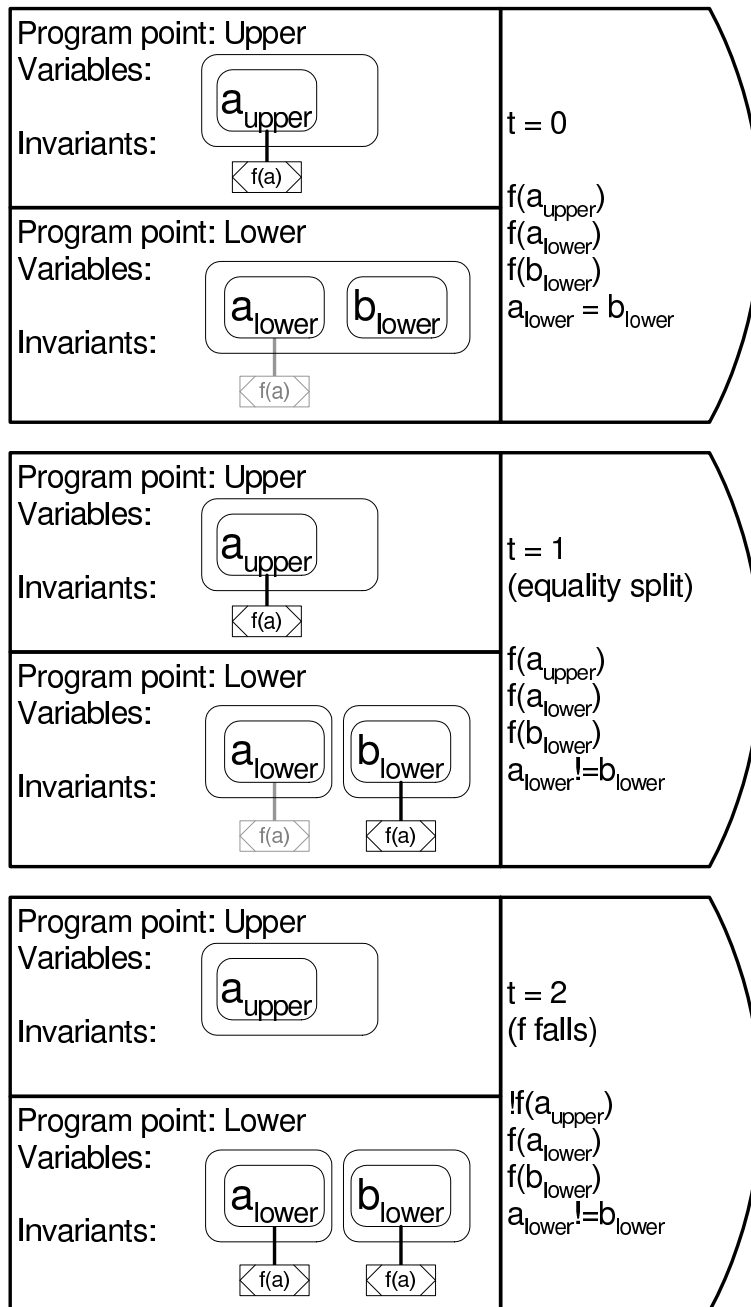 Program point: Upper
Variables:
a_upper
Invariants:
f(a)
Program point: Lower
Variables:
a_lower b_lower
Invariants:
f(a)
t = 0
f(a_upper)
f(a_lower)
f(b_lower)
a_lower = b_lower
Program point: Upper
Variables:
a_upper
Invariants:
f(a)
Program point: Lower
Variables:
a_lower b_lower
Invariants:
f(a) f(a)
t = 1
(equality split)
f(a_upper)
f(a_lower)
f(b_lower)
a_lower!=b_lower
Program point: Upper
Variables:
a_upper
Invariants:
Program point: Lower
Variables:
a_lower b_lower
Invariants:
f(a) f(a)
t = 2
(f falls)
!f(a_upper)
f(a_lower)
f(b_lower)
a_lower!=b_lower